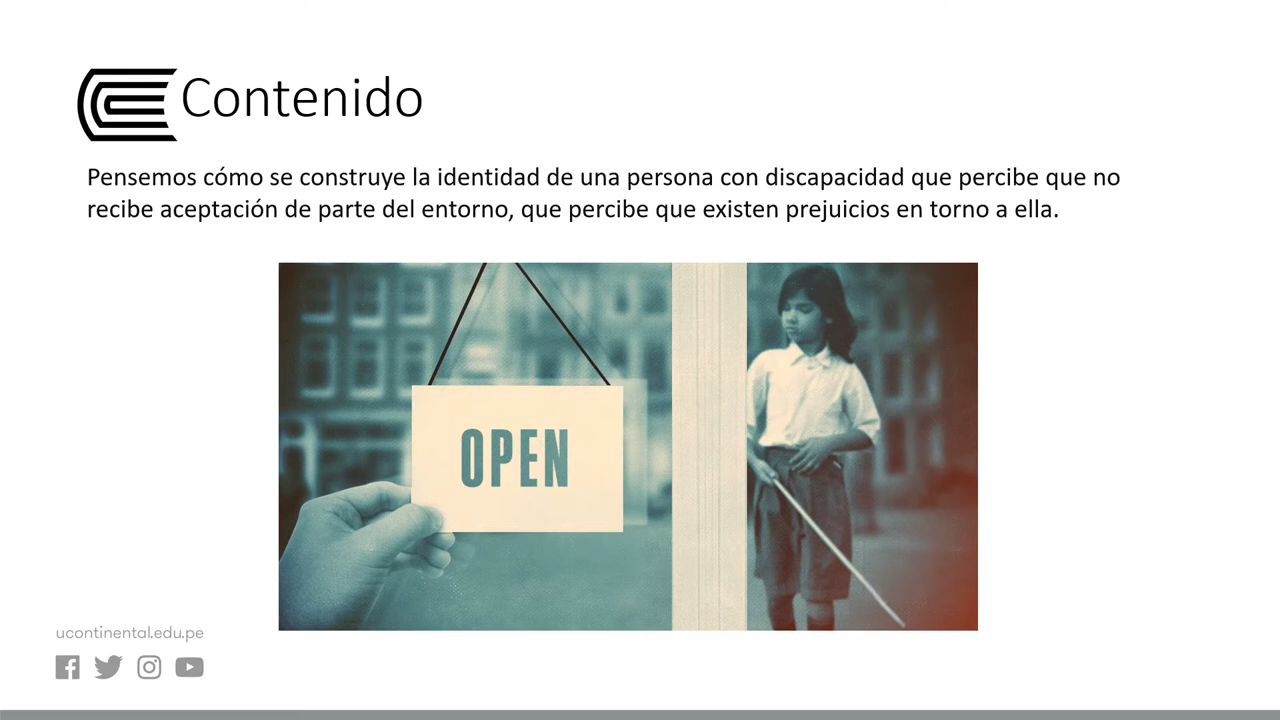 Contenido
Pensemos cómo se construye la identidad de una persona con discapacidad que percibe que no
recibe aceptación de parte del entorno, que percibe que existen prejuicios en torno a ella.
OPEN
ucontinental.edu.pe